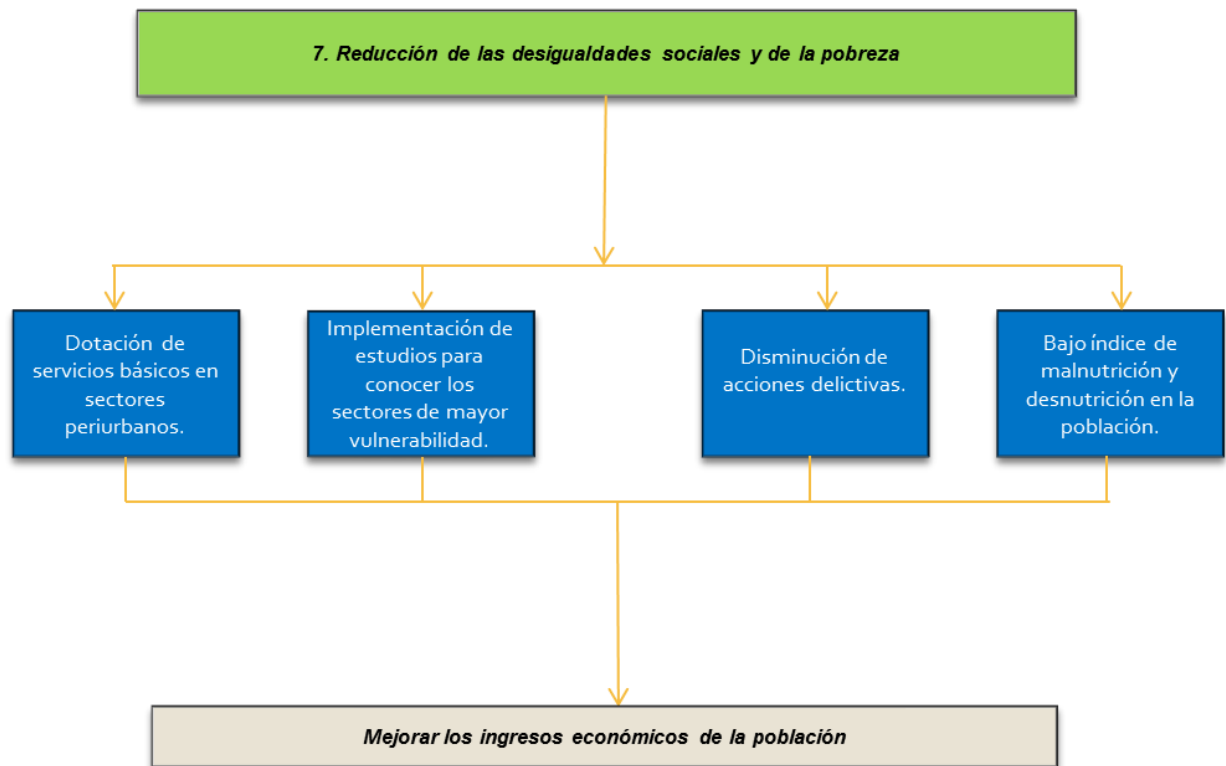 7. Reducción de las desigualdades sociales y de la pobreza
Dotación de
servicios básicos en
sectores
periurbanos.
Implementación de
estudios para
conocer los
sectores de mayor
vulnerabilidad.
Disminución de
acciones delictivas.
Bajo índice de
malnutrición y
desnutrición en la
población.
Mejorar los ingresos económicos de la población